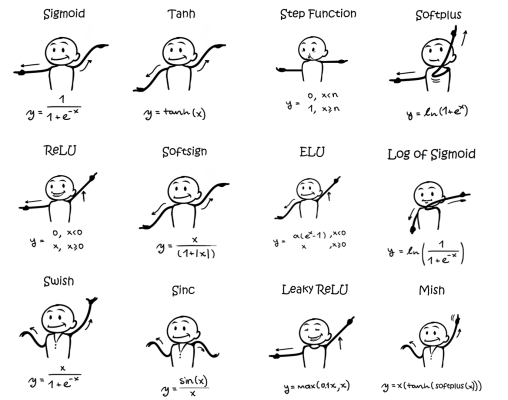 Sigmoid
y = 1 / 1+e^-x
Tanh
y = tanh(x)
Step Function
y = 0, x<n
1, x≥n
Softplus
y = ln(1+e^x)
ReLU
y = 0, x<0
x, x≥0
Softsign
y = x / (1+|x|)
ELU
y = α(e^x-1), x<0
x, x≥0
Log of Sigmoid
y = ln(1 / 1+e^-x)
Swish
y = x / 1+e^-x
Sinc
y = sin(x) / x
Leaky ReLU
y = max(0.1x, x)
Mish
y = x(tanh(softplus(x)))